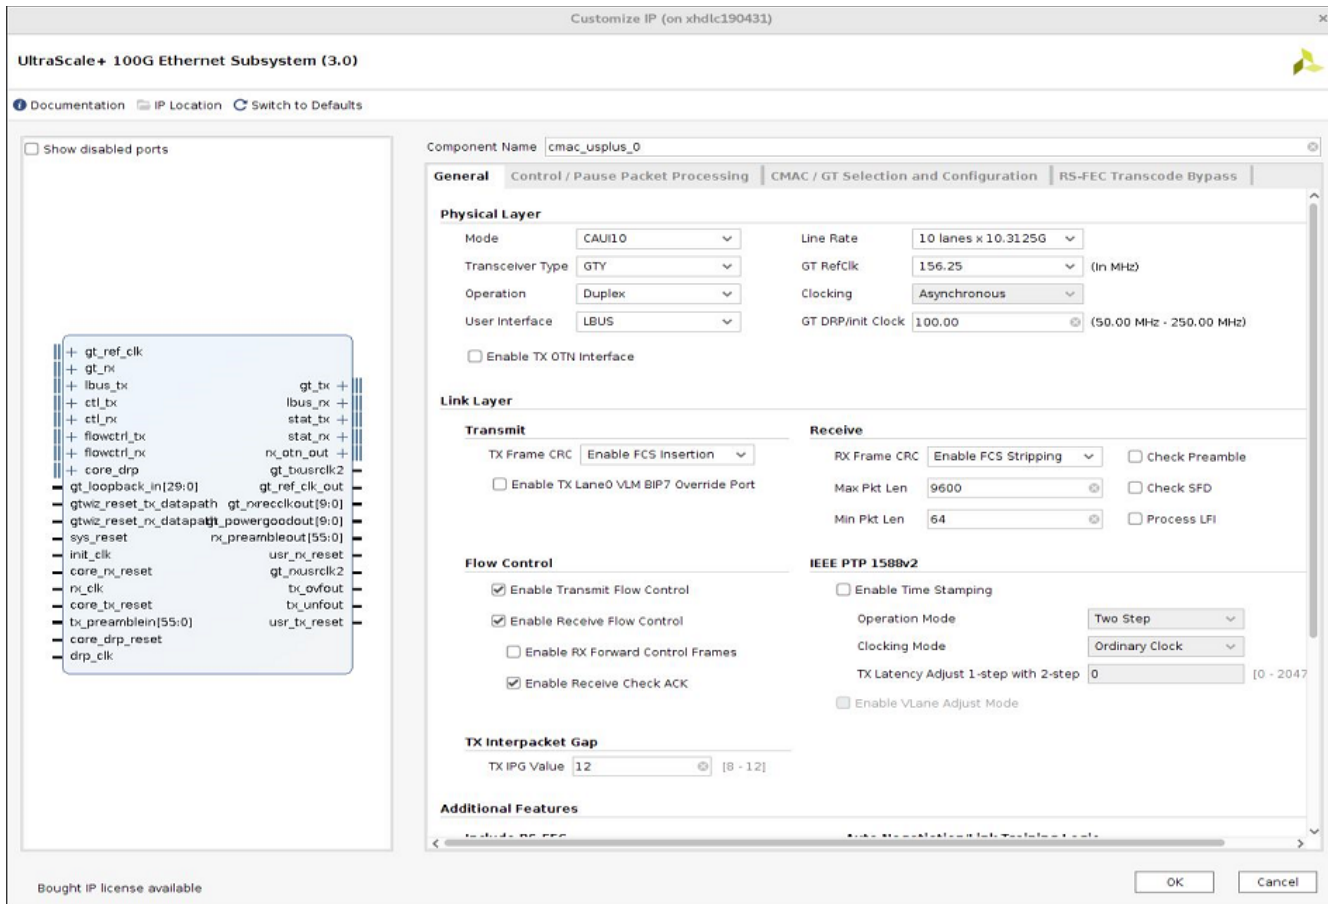 Customize IP (on xhdlc190431)
UltraScale+ 100G Ethernet Subsystem (3.0)
Documentation IP Location Switch to Defaults
Show disabled ports
gt_ref_clk
gt_rx
lbus_tx gt_tx
ctl_tx lbus_rx
ctl_rx stat_tx
flowctrl_tx stat_rx
flowctrl_rx rx_otn_out
core_drp gt_txusrclk2
gt_loopback_in[29:0] gt_ref_clk_out
gtwiz_reset_tx_datapath gt_rxrecclkout[9:0]
gtwiz_reset_rx_datapath gt_powergoodout[9:0]
sys_reset rx_preambleout[55:0]
init_clk usr_rx_reset
core_rx_reset gt_rxusrclk2
rx_clk tx_ovfout
core_tx_reset tx_unfout
tx_preamblein[55:0] usr_tx_reset
core_drp_reset
drp_clk
Component Name cmac_usplus_0
General Control / Pause Packet Processing CMAC / GT Selection and Configuration RS-FEC Transcode Bypass
Physical Layer
Mode CAUI10 Line Rate 10 lanes x 10.3125G
Transceiver Type GTY GT RefClk 156.25 (In MHz)
Operation Duplex Clocking Asynchronous
User Interface LBUS GT DRP/init Clock 100.00 (50.00 MHz - 250.00 MHz)
Enable TX OTN Interface
Link Layer
Transmit Receive
TX Frame CRC Enable FCS Insertion RX Frame CRC Enable FCS Stripping Check Preamble
Enable TX Lane0 VLM BIP7 Override Port Max Pkt Len 9600 Check SFD
Min Pkt Len 64 Process LFI
Flow Control IEEE PTP 1588v2
Enable Transmit Flow Control Enable Time Stamping
Enable Receive Flow Control Operation Mode Two Step
Enable RX Forward Control Frames Clocking Mode Ordinary Clock
Enable Receive Check ACK TX Latency Adjust 1-step with 2-step 0 [0 - 2047
Enable VLane Adjust Mode
TX Interpacket Gap
TX IPG Value 12 [8 - 12]
Additional Features
Include RS-FEC Auto Negotiation/Link Training Logic
Bought IP license available
OK Cancel